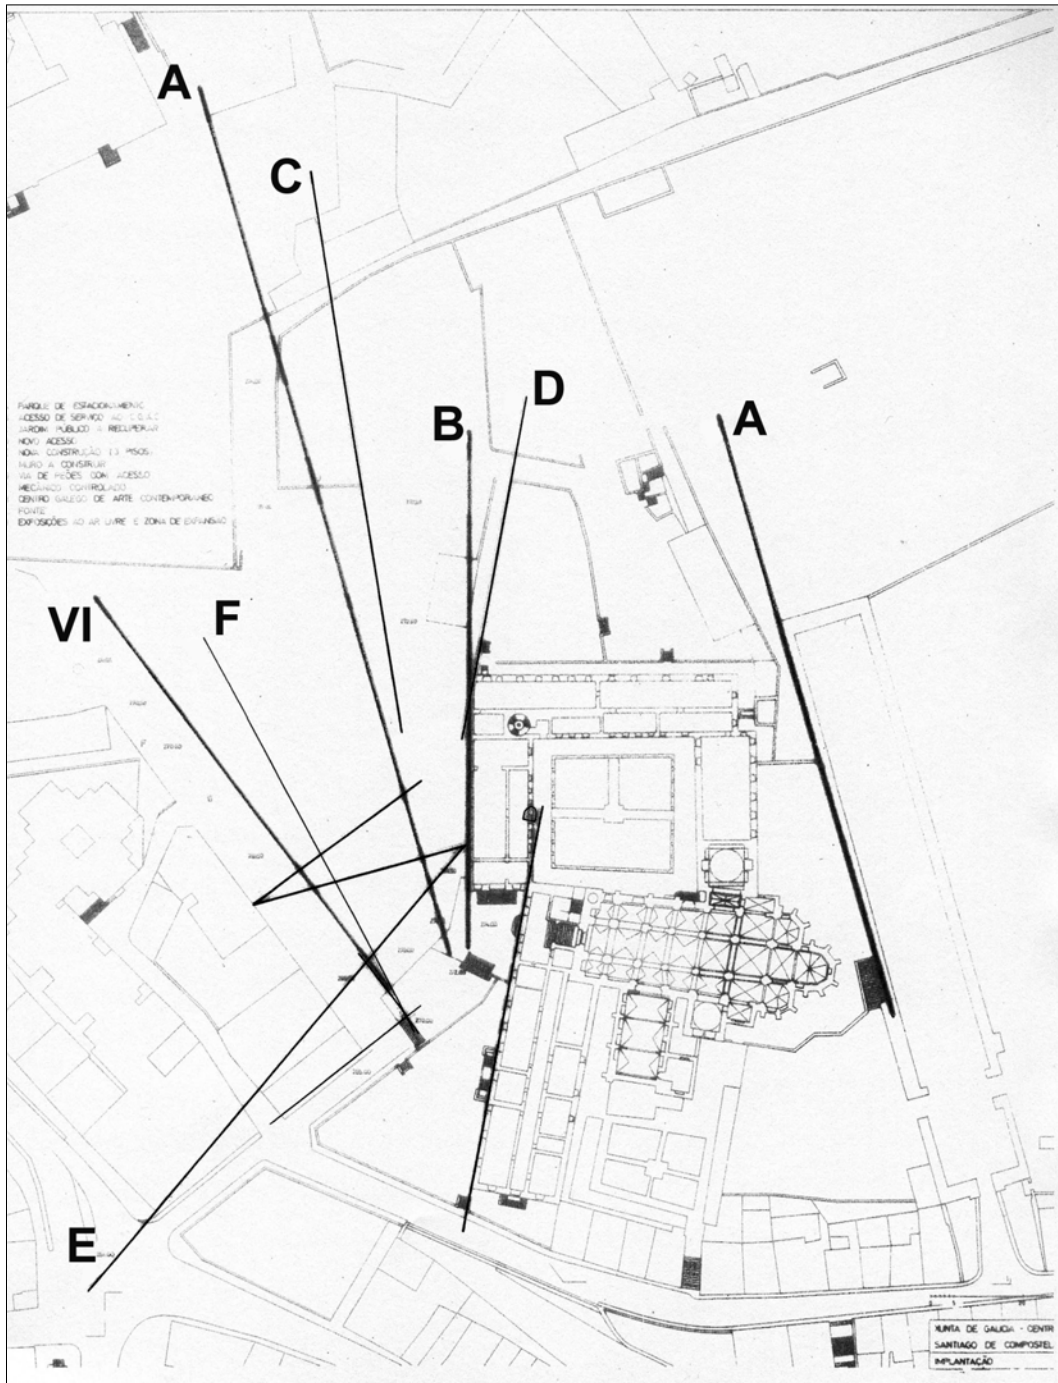 A
C
D
B
A
PARQUE DE ESTACIONAMENTO
ACESSO DE SERVIÇO AO C.G.A.C
JARDIM PÚBLICO A RECUPERAR
NOVO ACESSO
NOVA CONSTRUÇÃO (3 PISOS)
MURO A CONSTRUIR
VIA DE PEÕES COM ACESSO
MECÂNICO CONTROLADO
CENTRO GALEGO DE ARTE CONTEMPORANEC
FONTE
EXPOSIÇÕES AO AR LIVRE E ZONA DE EXPANSÃO
VI
F
E
XUNTA DE GALICIA - CENTR
SANTIAGO DE COMPOSTEL
IMPLANTAÇÃO